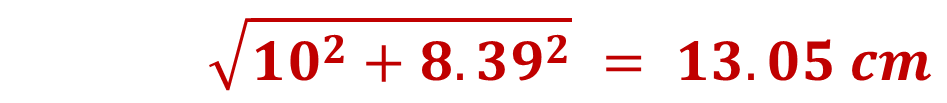 √(10² + 8.39²) = 13.05 cm